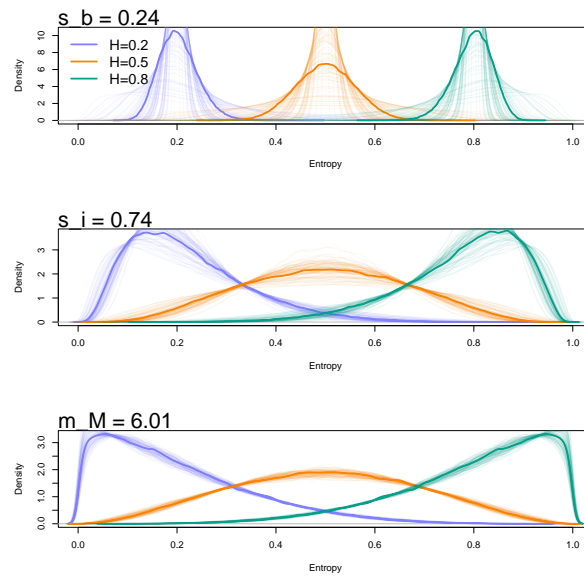 s_b = 0.24
Density
0 2 4 6 8 10
H=0.2
H=0.5
H=0.8
0.0 0.2 0.4 0.6 0.8 1.0
Entropy
s_i = 0.74
Density
0 1 2 3
0.0 0.2 0.4 0.6 0.8 1.0
Entropy
m_M = 6.01
Density
0.0 1.0 2.0 3.0
0.0 0.2 0.4 0.6 0.8 1.0
Entropy